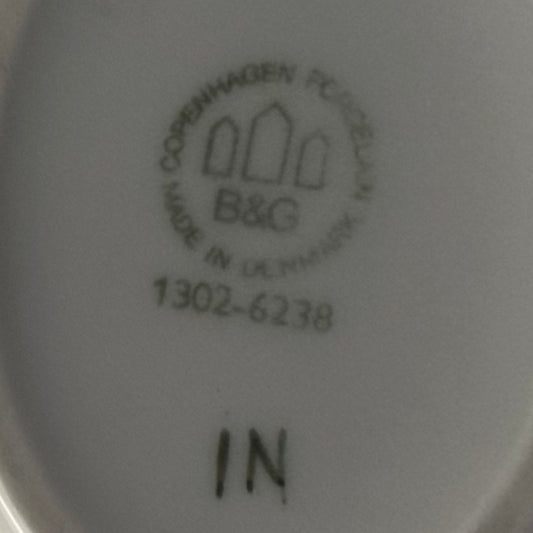 COPENHAGEN PORCELAIN
B&G
MADE IN DENMARK
1302-6238
IN